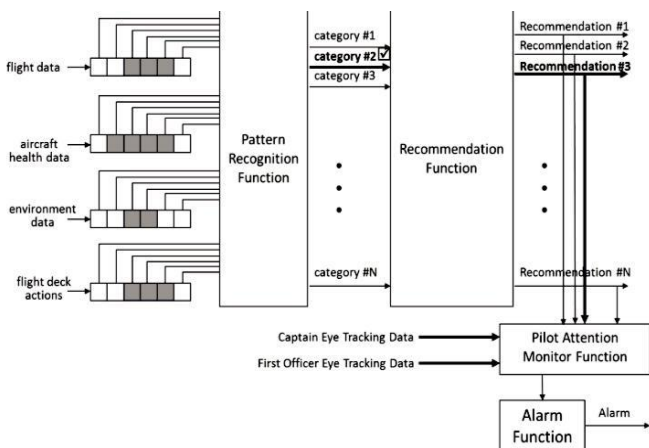 flight data
aircraft
health data
environment
data
flight deck
actions
Pattern
Recognition
Function
category #1
category #2
category #3
category #N
Recommendation
Function
Recommendation #1
Recommendation #2
Recommendation #3
Recommendation #N
Captain Eye Tracking Data
First Officer Eye Tracking Data
Pilot Attention
Monitor Function
Alarm
Function
Alarm